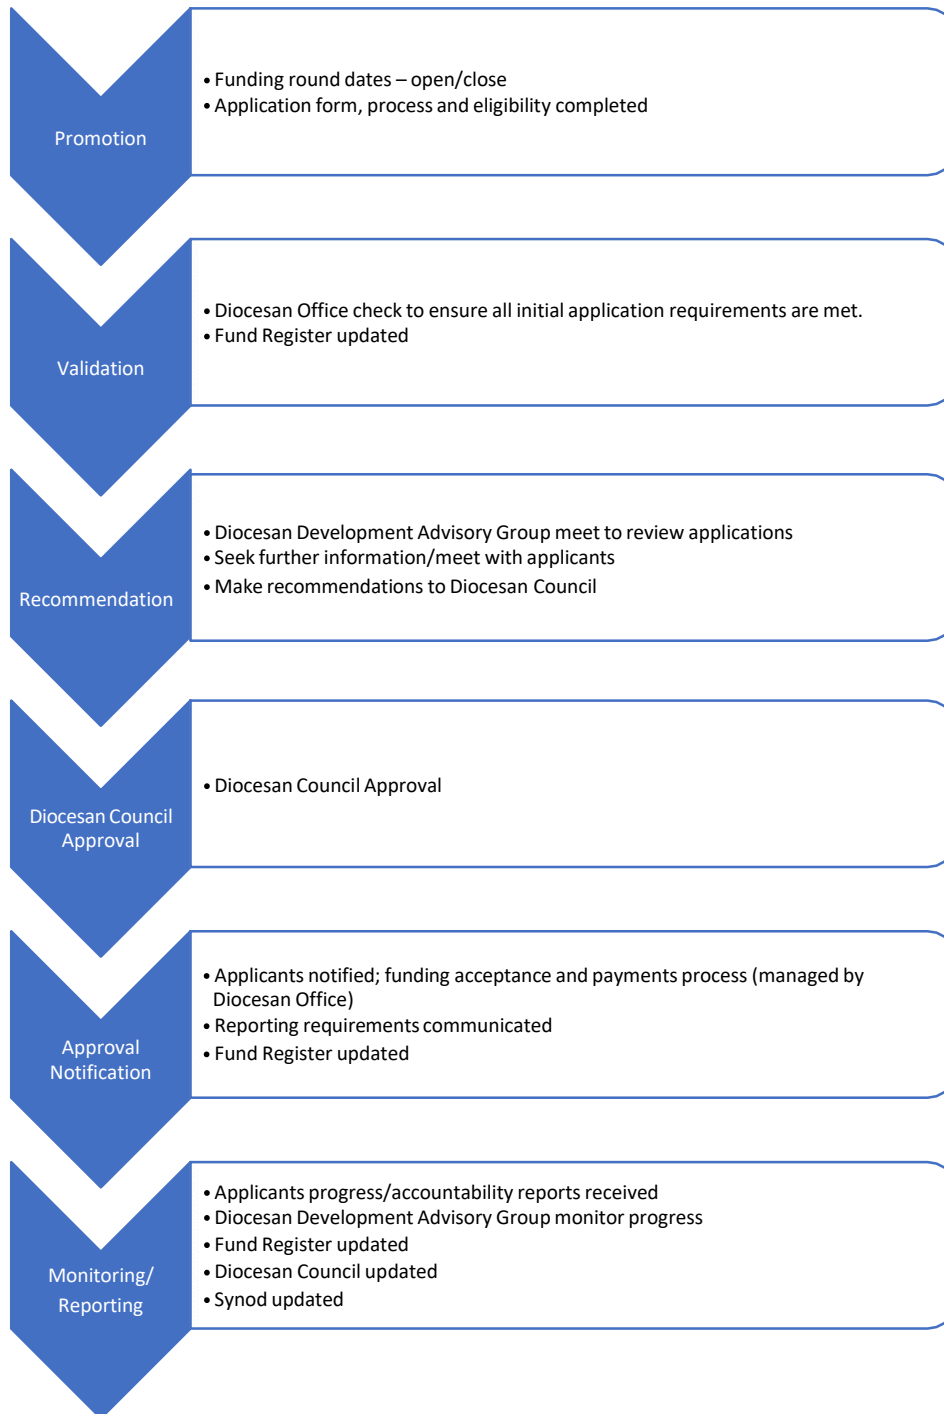 Promotion
• Funding round dates – open/close
• Application form, process and eligibility completed
Validation
• Diocesan Office check to ensure all initial application requirements are met.
• Fund Register updated
Recommendation
• Diocesan Development Advisory Group meet to review applications
• Seek further information/meet with applicants
• Make recommendations to Diocesan Council
Diocesan Council
Approval
• Diocesan Council Approval
Approval
Notification
• Applicants notified; funding acceptance and payments process (managed by
Diocesan Office)
• Reporting requirements communicated
• Fund Register updated
Monitoring/
Reporting
• Applicants progress/accountability reports received
• Diocesan Development Advisory Group monitor progress
• Fund Register updated
• Diocesan Council updated
• Synod updated